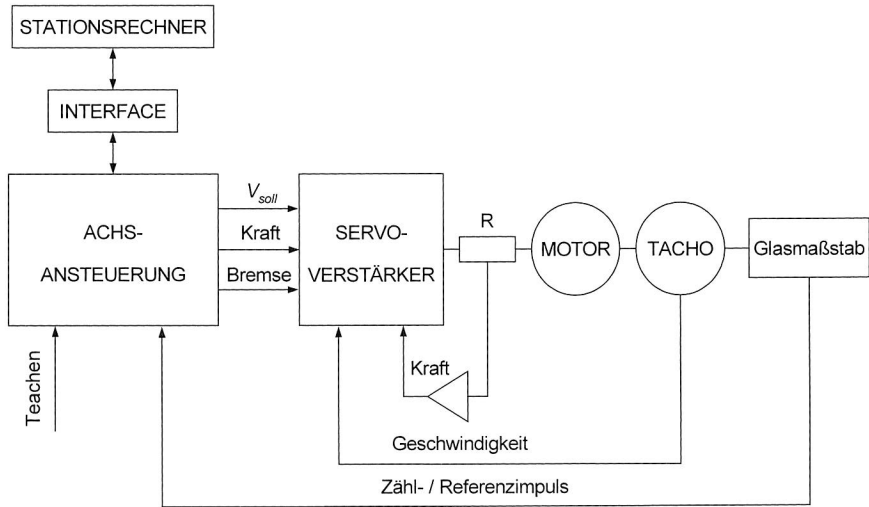 STATIONSRECHNER
INTERFACE
ACHS-
ANSTEUERUNG
V_soll
Kraft
Bremse
SERVO-
VERSTÄRKER
R
MOTOR
TACHO
Glasmaßstab
Teachen
Kraft
Geschwindigkeit
Zähl- / Referenzimpuls